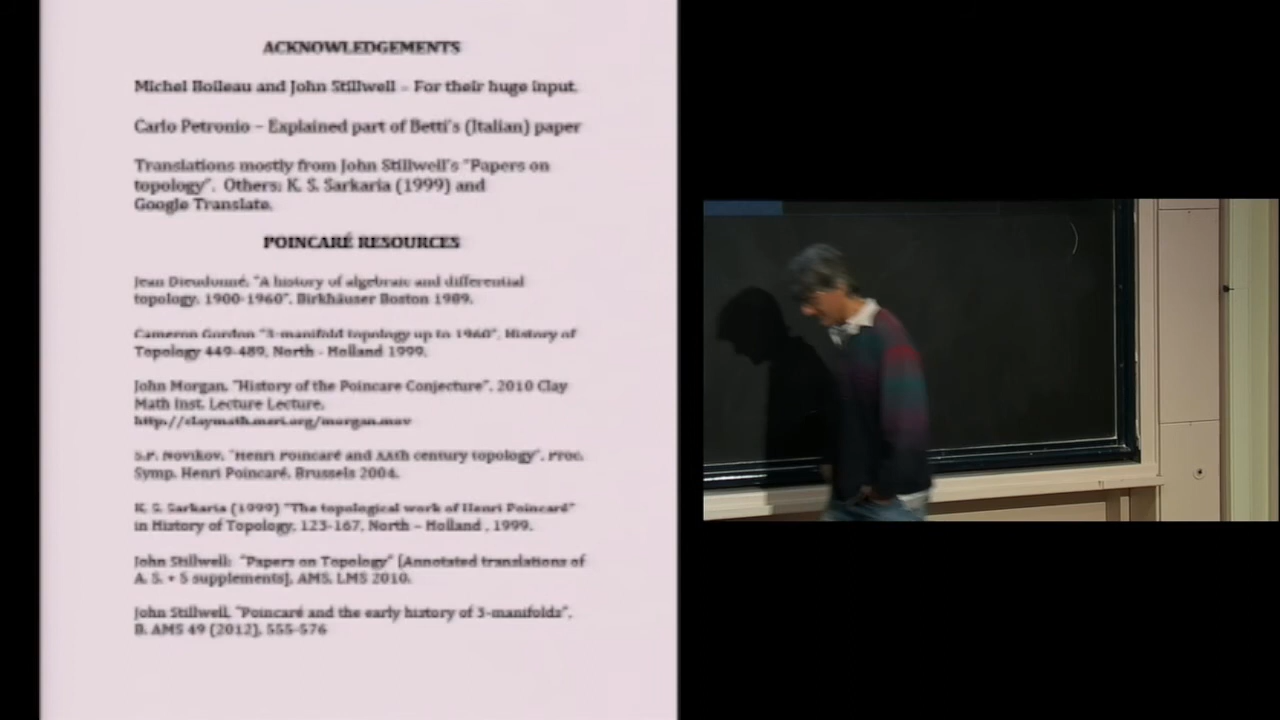 ACKNOWLEDGEMENTS
Michel Boileau and John Stillwell – For their huge input.
Carlo Petronio – Explained part of Betti's (Italian) paper
Translations mostly from John Stillwell's "Papers on
topology". Others: K. S. Sarkaria (1999) and
Google Translate.
POINCARÉ RESOURCES
Jean Dieudonné, "A history of algebraic and differential
topology, 1900-1960", Birkhäuser Boston 1989.
Cameron Gordon "3-manifold topology up to 1960", History of
Topology 449-489, North - Holland 1999.
John Morgan, "History of the Poincare Conjecture", 2010 Clay
Math Inst. Lecture Lecture.
http://claymath.msri.org/morgan.mov
S.P. Novikov, "Henri Poincaré and XXth century topology", Proc.
Symp. Henri Poincaré, Brussels 2004.
K. S. Sarkaria (1999) "The topological work of Henri Poincaré"
in History of Topology, 123-167, North – Holland , 1999.
John Stillwell: "Papers on Topology" [Annotated translations of
A. S. + 5 supplements], AMS, LMS 2010.
John Stillwell, "Poincaré and the early history of 3-manifolds",
B. AMS 49 (2012), 555-576